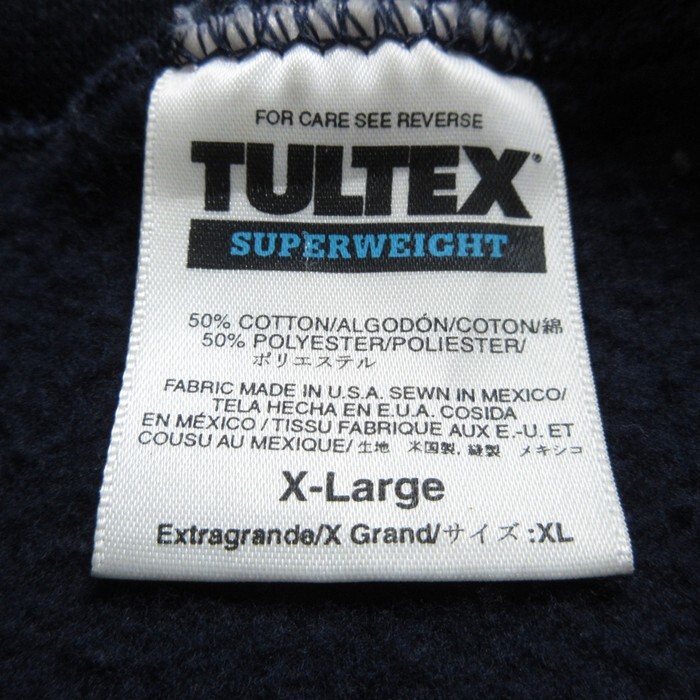 FOR CARE SEE REVERSE
TULTEX®
SUPERWEIGHT
50% COTTON/ALGODÓN/COTON/綿
50% POLYESTER/POLIESTER/
ポリエステル
FABRIC MADE IN U.S.A. SEWN IN MEXICO/
TELA HECHA EN E.U.A. COSIDA
EN MÉXICO/ TISSU FABRIQUE AUX E.-U. ET
COUSU AU MEXIQUE/ 生地 米国製, 縫製 メキシコ
X-Large
Extragrande/X Grand/サイズ :XL